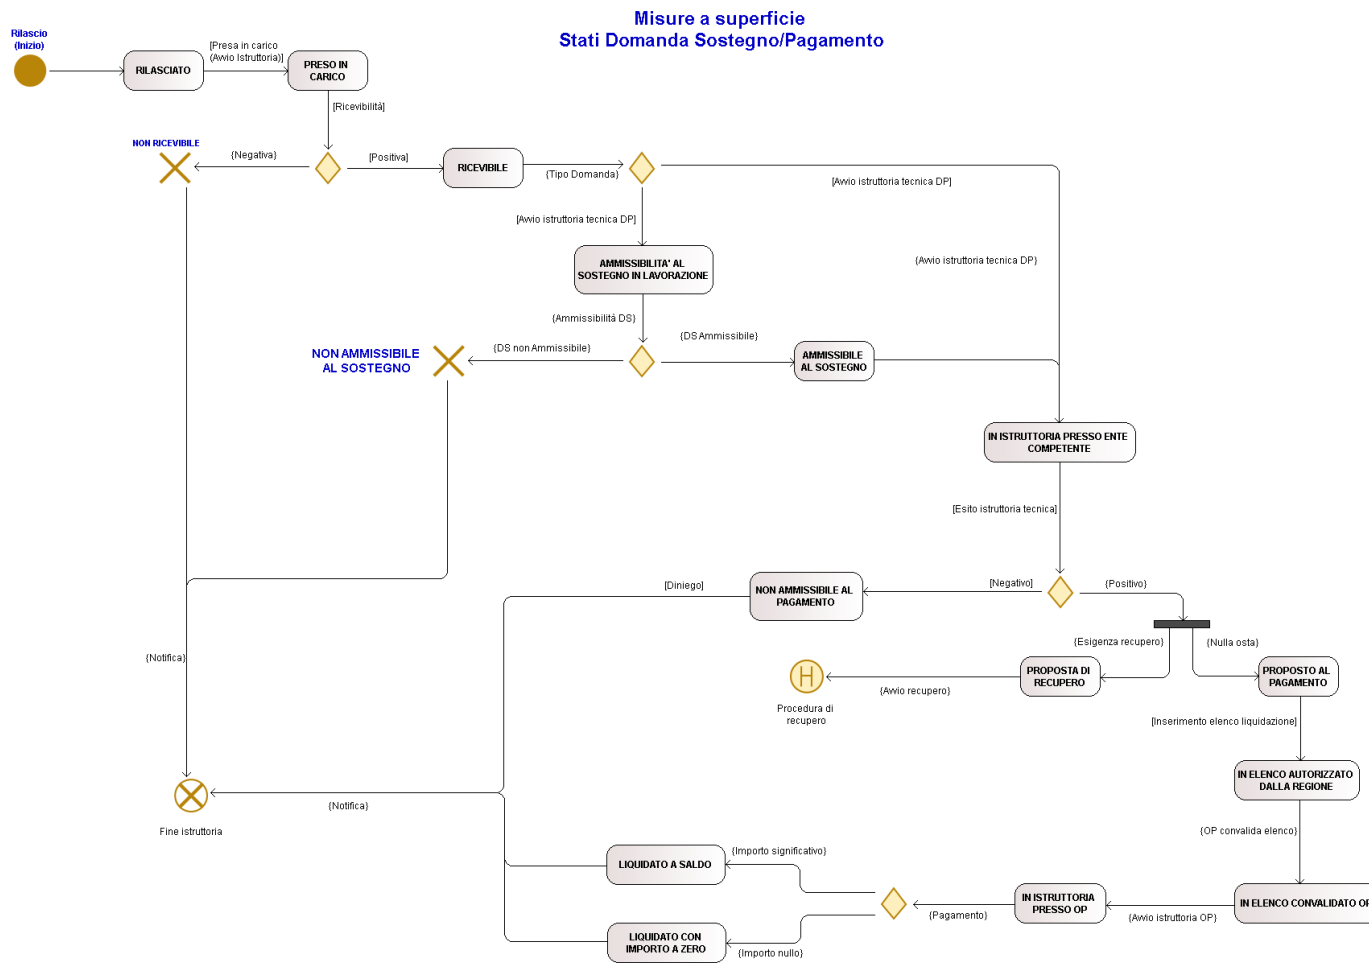 Misure a superficie
Stati Domanda Sostegno/Pagamento
Rilascio
(Inizio)
[Presa in carico
(Avvio Istruttoria)]
RILASCIATO
PRESO IN
CARICO
[Ricevibilità]
NON RICEVIBILE
{Negativa}
[Positiva]
RICEVIBILE
{Tipo Domanda}
[Avvio istruttoria tecnica DP]
[Avvio istruttoria tecnica DP]
{Avvio istruttoria tecnica DP}
AMMISSIBILITA' AL
SOSTEGNO IN LAVORAZIONE
{Ammissibilità DS}
{DS Ammissibile}
{DS non Ammissibile}
NON AMMISSIBILE
AL SOSTEGNO
AMMISSIBILE
AL SOSTEGNO
IN ISTRUTTORIA PRESSO ENTE
COMPETENTE
[Esito istruttoria tecnica]
[Diniego]
NON AMMISSIBILE AL
PAGAMENTO
[Negativo]
{Positivo}
{Esigenza recupero}
{Nulla osta}
{Notifica}
PROPOSTA DI
RECUPERO
PROPOSTO AL
PAGAMENTO
H
{Avvio recupero}
Procedura di
recupero
[Inserimento elenco liquidazione]
IN ELENCO AUTORIZZATO
DALLA REGIONE
{Notifica}
Fine istruttoria
{OP convalida elenco}
{Importo significativo}
LIQUIDATO A SALDO
IN ISTRUTTORIA
PRESSO OP
IN ELENCO CONVALIDATO OP
{Pagamento}
{Avvio istruttoria OP}
LIQUIDATO CON
IMPORTO A ZERO
{Importo nullo}